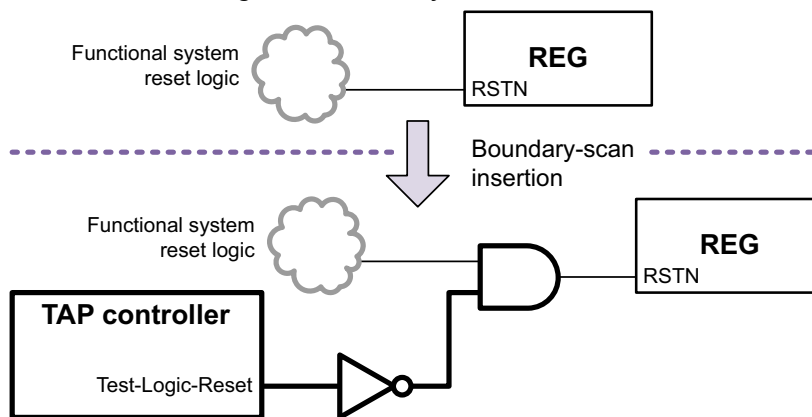 Functional system
reset logic
REG
RSTN
Boundary-scan
insertion
Functional system
reset logic
REG
RSTN
TAP controller
Test-Logic-Reset